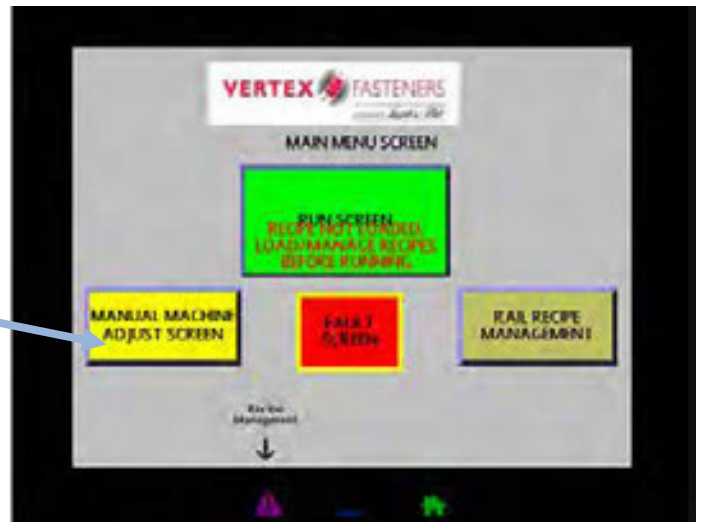 VERTEX FASTENERS
MAIN MENU SCREEN
RUN SCREEN
RECIPE NOT LOADED,
LOAD/MANAGE RECIPES
BEFORE RUNNING.
MANUAL MACHINE
ADJUST SCREEN
FAULT
SCREEN
RAIL RECIPE
MANAGEMENT
Management